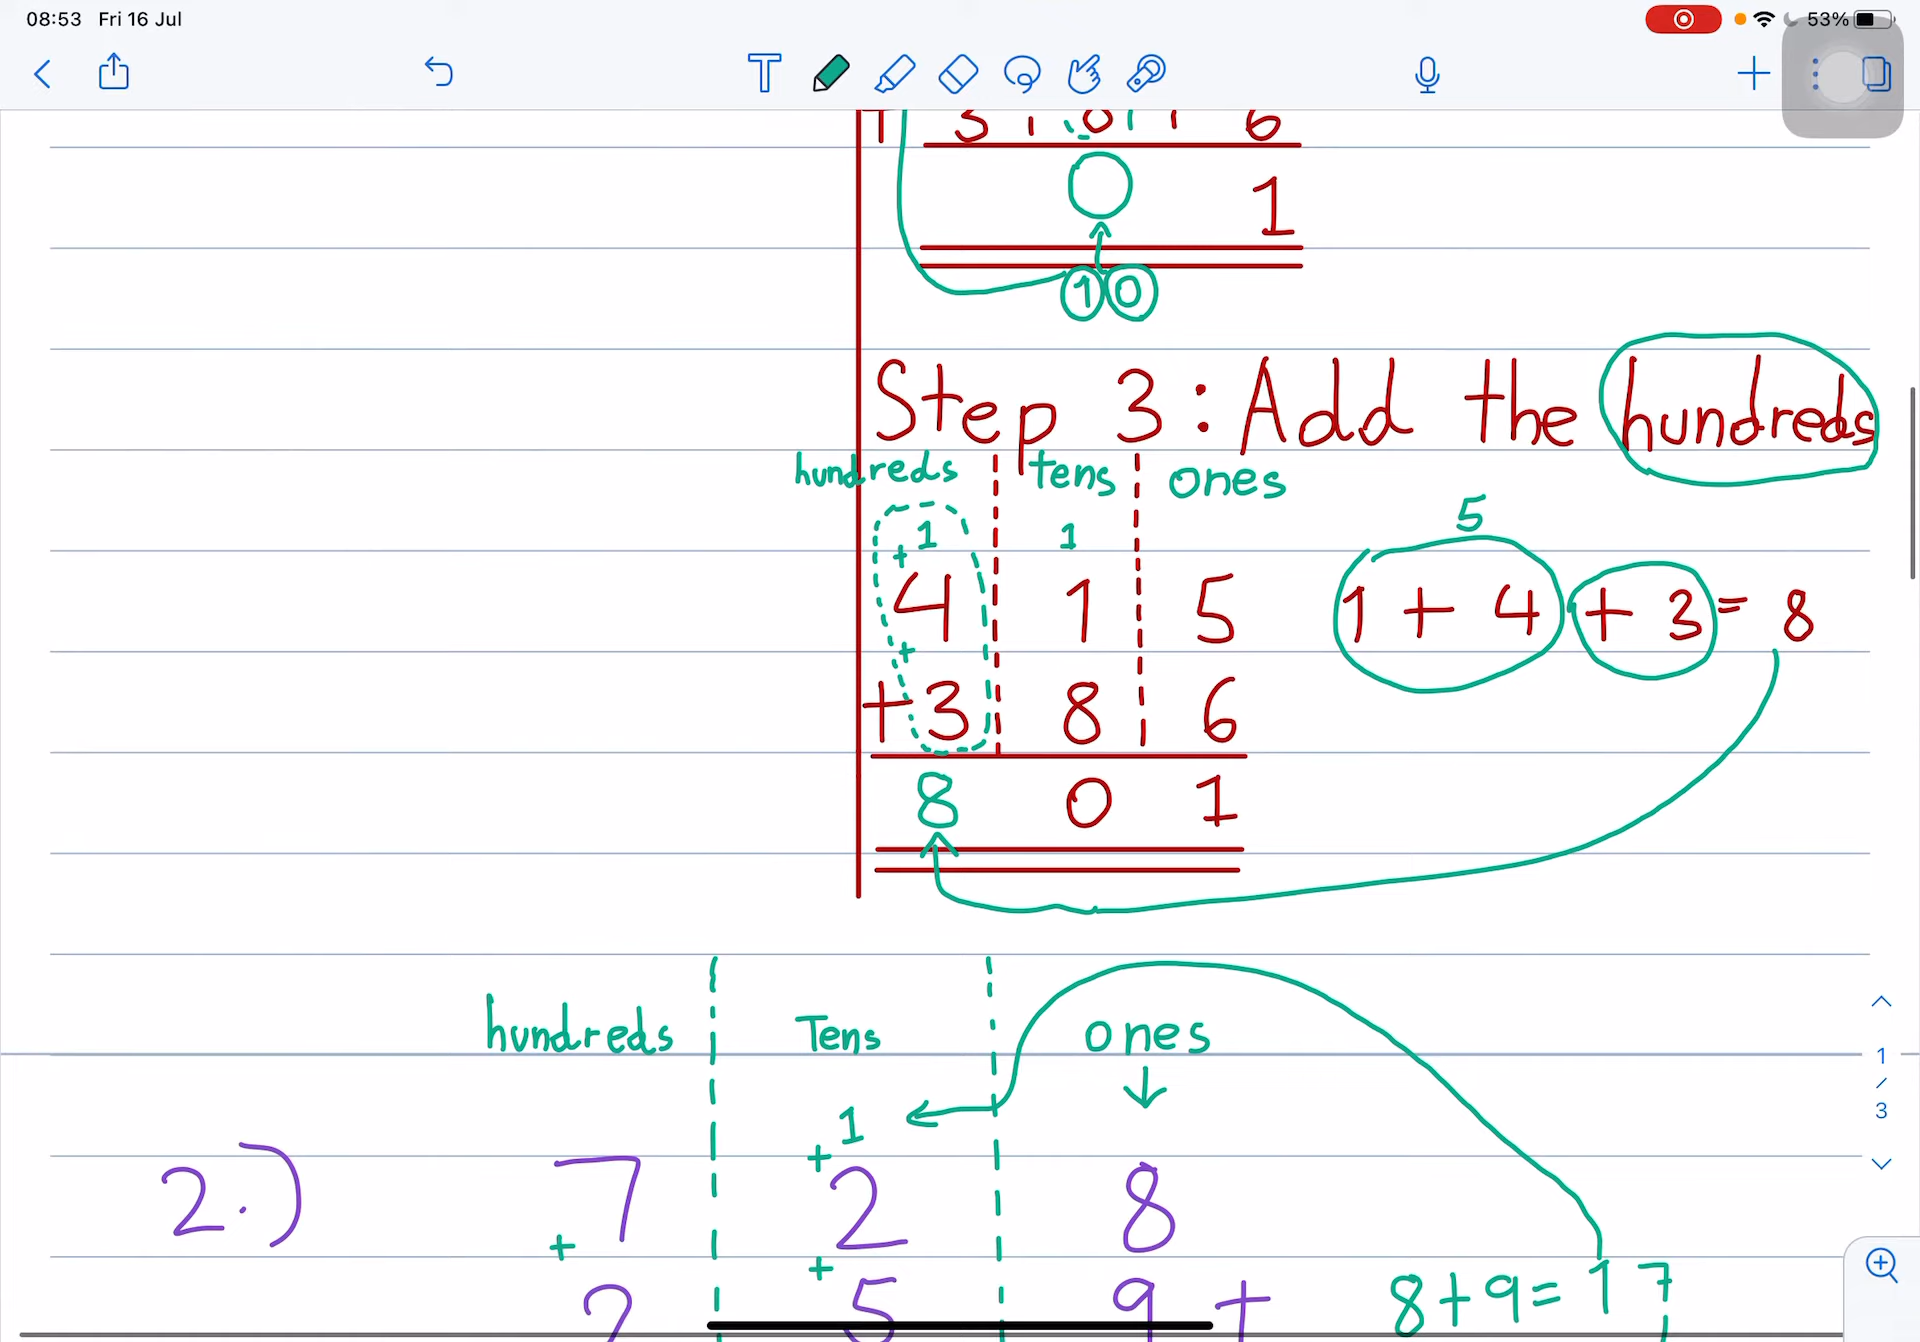 08:53 Fri 16 Jul 53%
1
1 0
Step 3: Add the hundreds
hundreds tens ones
5
1 1
+
4 1 5 1 + 4 + 3 = 8
+
+ 3 8 6
8 0 1
hundreds Tens ones
1
+
2.) 7 2 8
+ +
5 9 + 8+9=17
1
/
3